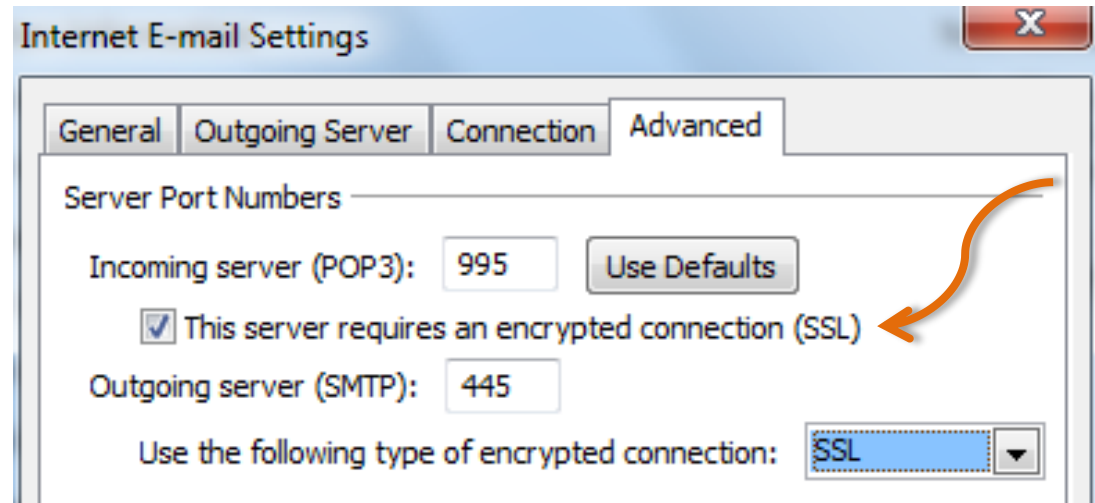 Internet E-mail Settings
General Outgoing Server Connection Advanced
Server Port Numbers
Incoming server (POP3): 995 Use Defaults
This server requires an encrypted connection (SSL)
Outgoing server (SMTP): 445
Use the following type of encrypted connection: SSL